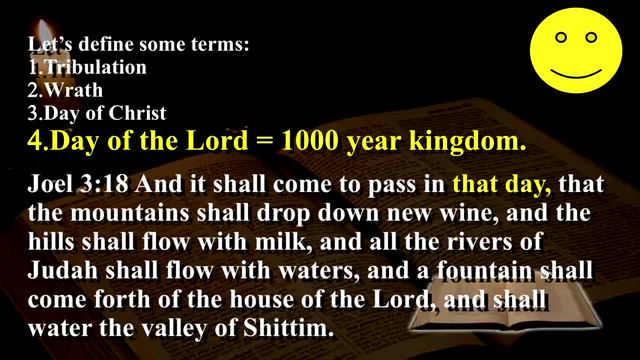 Let's define some terms:
1.Tribulation
2.Wrath
3.Day of Christ
4.Day of the Lord = 1000 year kingdom.
Joel 3:18 And it shall come to pass in that day, that
the mountains shall drop down new wine, and the
hills shall flow with milk, and all the rivers of
Judah shall flow with waters, and a fountain shall
come forth of the house of the Lord, and shall
water the valley of Shittim.